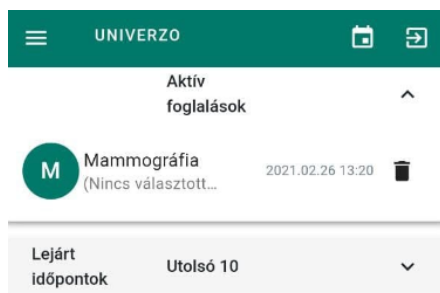 UNIVERZO
Aktív
foglalások
M
Mammográfia
2021.02.26 13:20
(Nincs választott...
Lejárt
időpontok
Utolsó 10